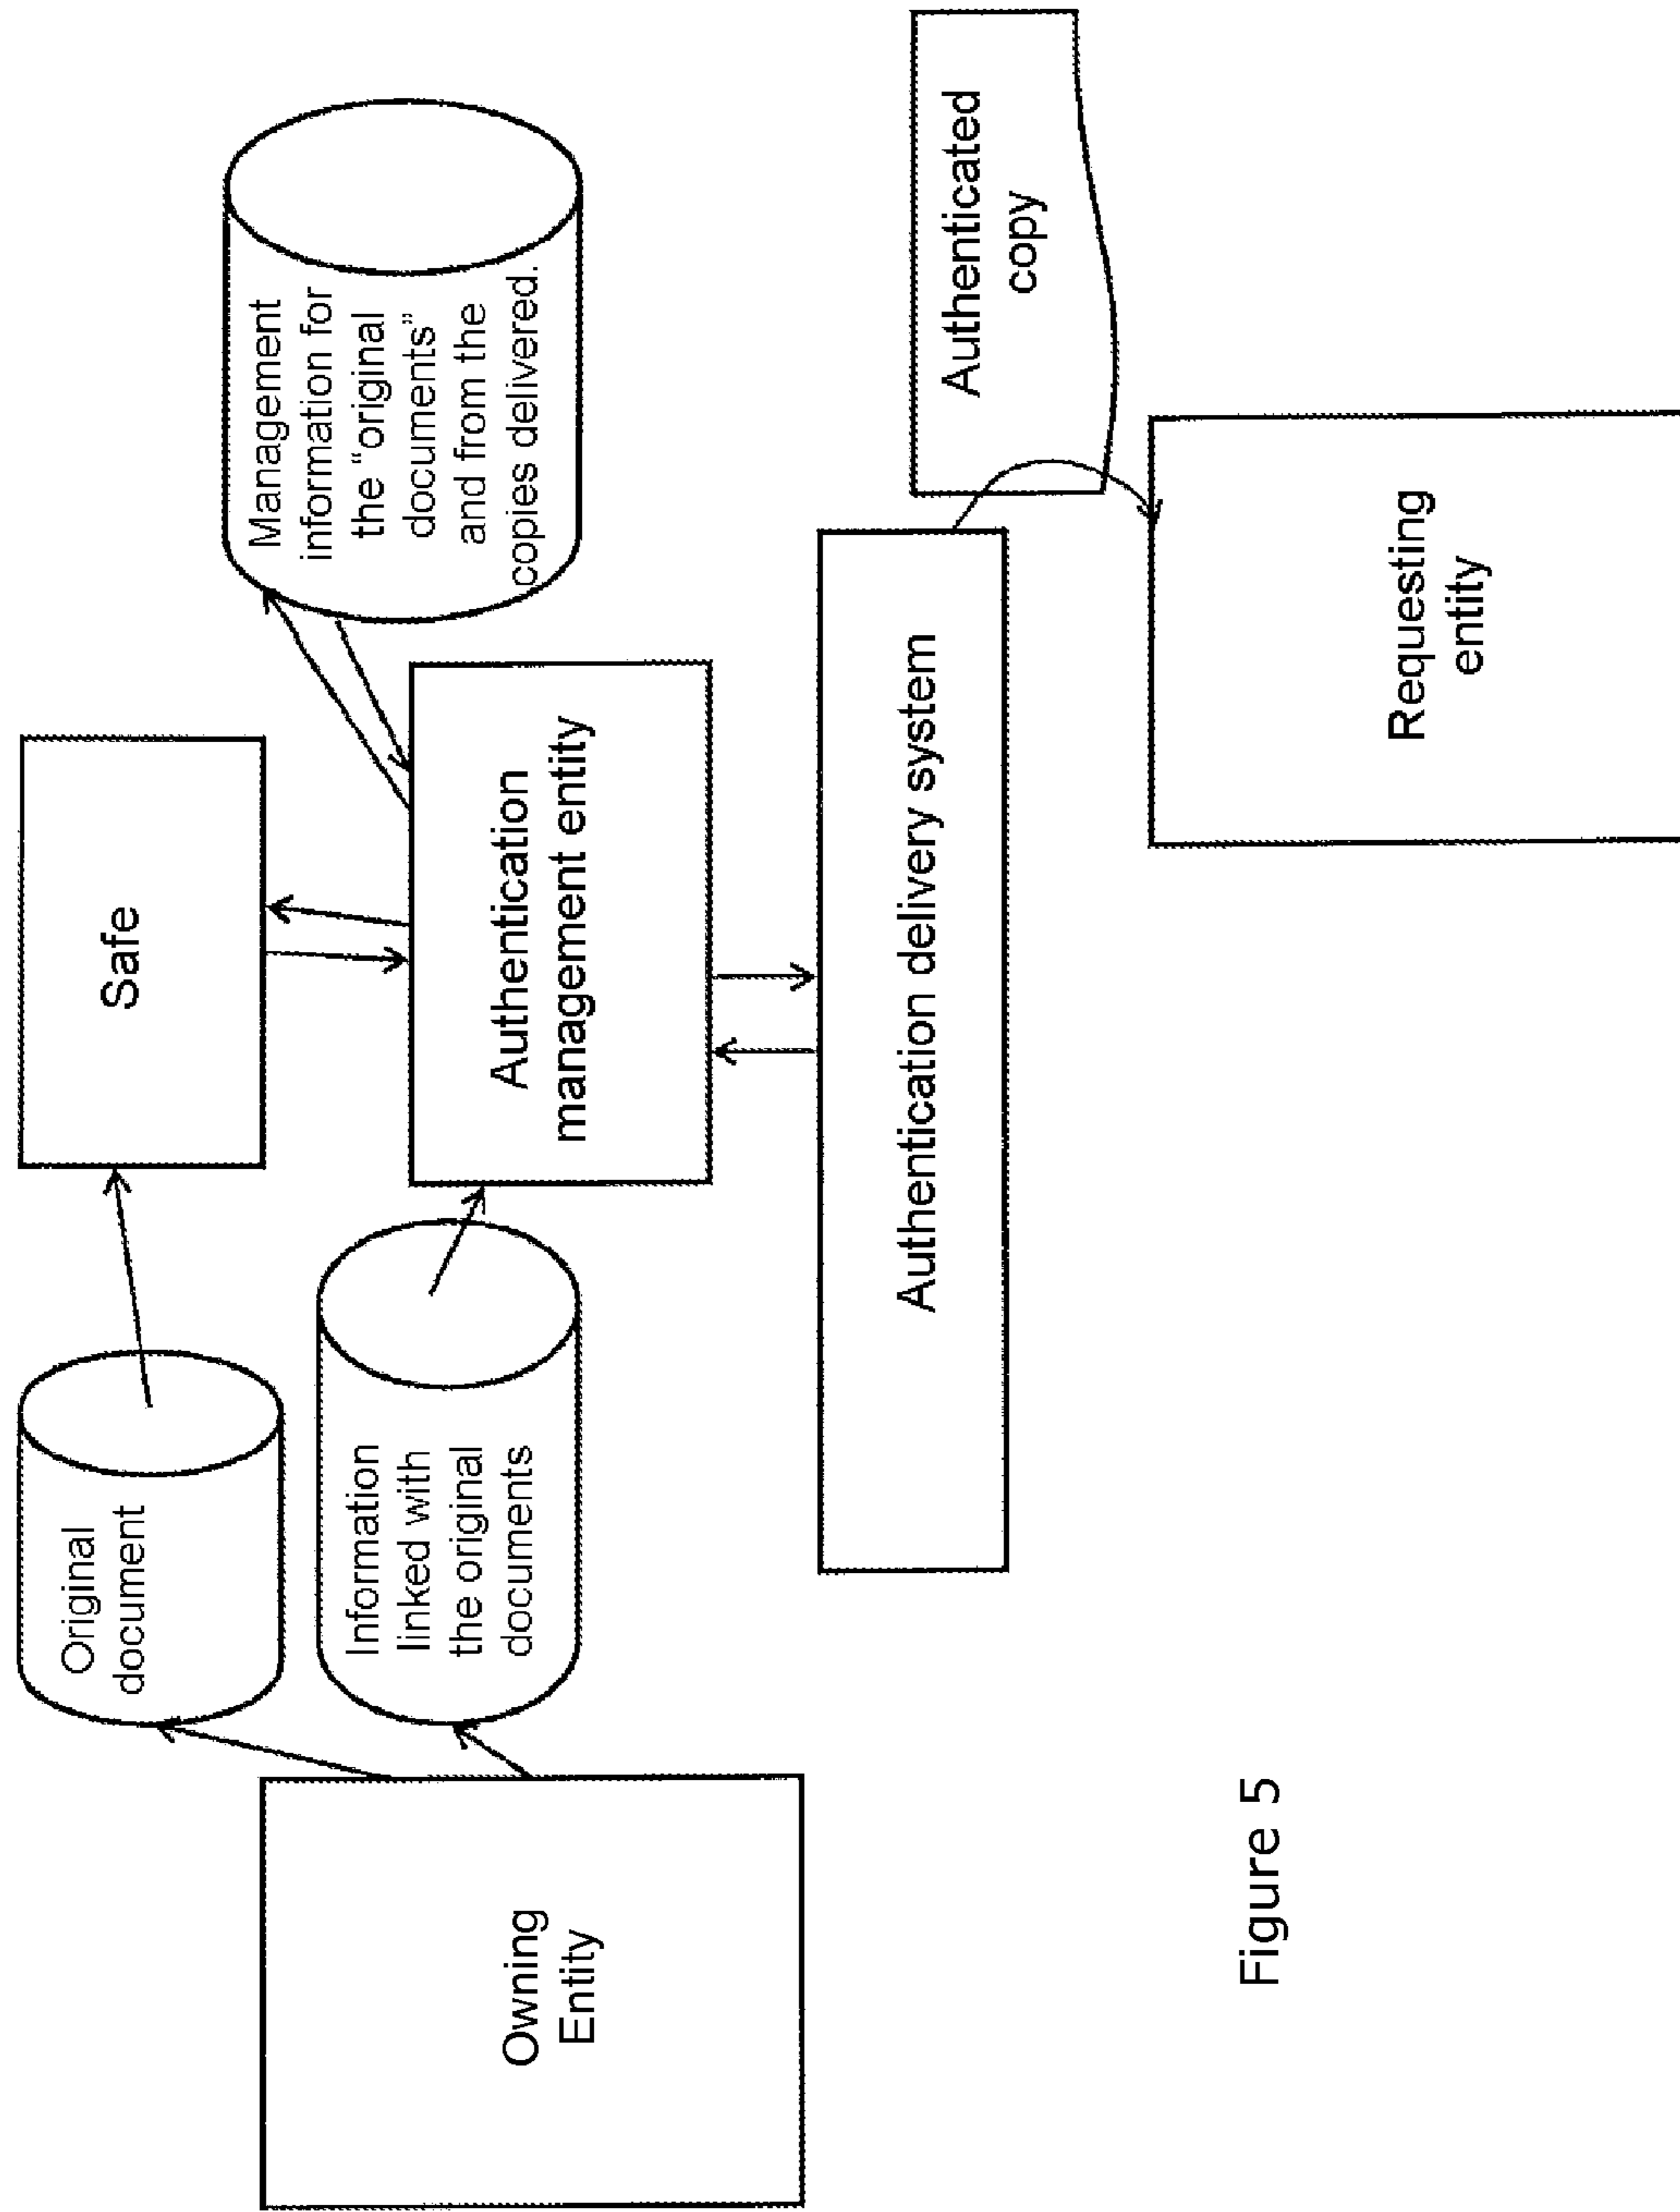 Owning
Entity
Original
document
Information
linked with
the original
documents
Safe
Authentication
management entity
Management
information for
the “original
documents”
and from the
copies delivered.
Authentication delivery system
Authenticated
copy
Requesting
entity
Figure 5